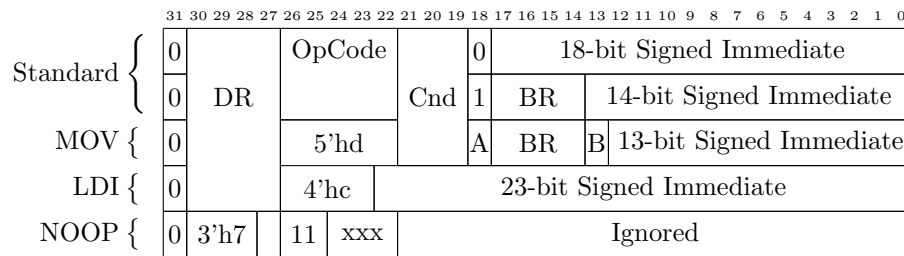 31 30 29 28 27 26 25 24 23 22 21 20 19 18 17 16 15 14 13 12 11 10 9 8 7 6 5 4 3 2 1 0
Standard { 0 DR OpCode Cnd 0 18-bit Signed Immediate
0 1 BR 14-bit Signed Immediate
MOV { 0 5'hd A BR B 13-bit Signed Immediate
LDI { 0 4'hc 23-bit Signed Immediate
NOOP { 0 3'h7 11 xxx Ignored